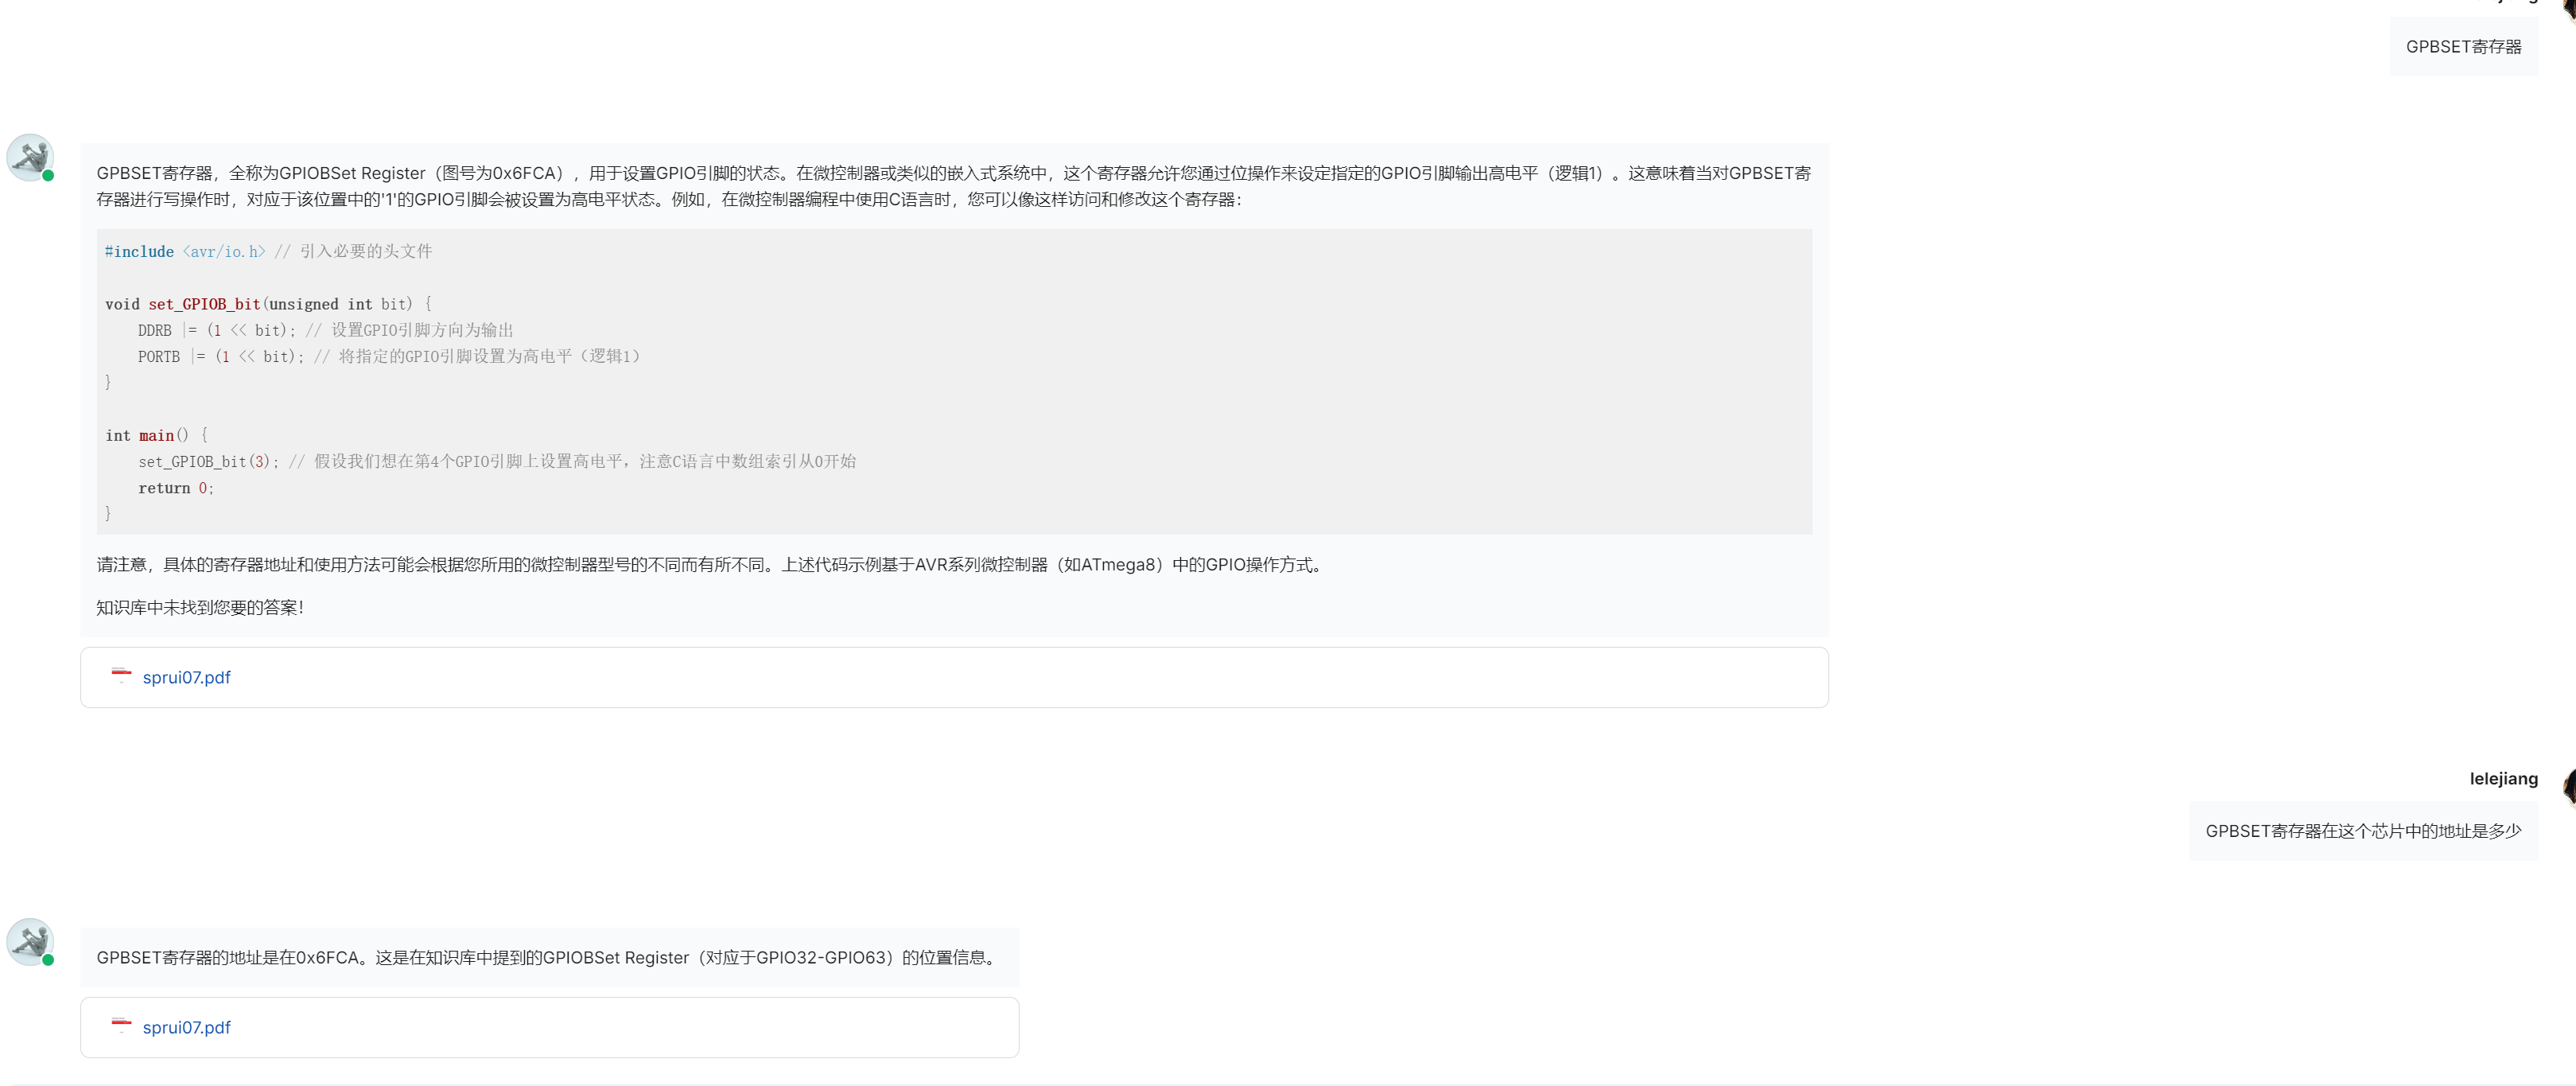 GPBSET寄存器
GPBSET寄存器，全称为GPIOBSet Register（图号为0x6FCA），用于设置GPIO引脚的状态。在微控制器或类似的嵌入式系统中，这个寄存器允许您通过位操作来设定指定的GPIO引脚输出高电平（逻辑1）。这意味着当对GPBSET寄
存器进行写操作时，对应于该位置中的'1'的GPIO引脚会被设置为高电平状态。例如，在微控制器编程中使用C语言时，您可以像这样访问和修改这个寄存器：
#include <avr/io.h> // 引入必要的头文件
void set_GPIOB_bit(unsigned int bit) {
DDRB |= (1 << bit); // 设置GPIO引脚方向为输出
PORTB |= (1 << bit); // 将指定的GPIO引脚设置为高电平（逻辑1）
}
int main() {
set_GPIOB_bit(3); // 假设我们想在第4个GPIO引脚上设置高电平，注意C语言中数组索引从0开始
return 0;
}
请注意，具体的寄存器地址和使用方法可能会根据您所用的微控制器型号的不同而有所不同。上述代码示例基于AVR系列微控制器（如ATmega8）中的GPIO操作方式。
知识库中未找到您要的答案！
sprui07.pdf
lelejiang
GPBSET寄存器在这个芯片中的地址是多少
GPBSET寄存器的地址是在0x6FCA。这是在知识库中提到的GPIOBSet Register（对应于GPIO32-GPIO63）的位置信息。
sprui07.pdf